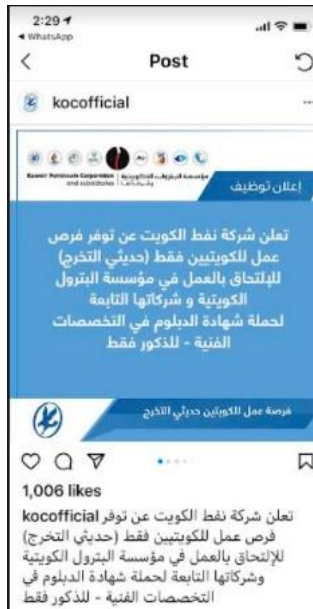 2:29
WhatsApp
Post
kocofficial
Kuwait Petroleum Corporation
and subsidiaries
مؤسسة البترول الكويتية
وشركاتها
إعلان توظيف
تعلن شركة نفط الكويت عن توفر فرص
عمل للكويتيين فقط (حديثي التخرج)
للإلتحاق بالعمل في مؤسسة البترول
الكويتية و شركاتها التابعة
لحملة شهادة الدبلوم في التخصصات
الفنية - للذكور فقط
فرصة عمل للكويتين حديثي التخرج
1,006 likes
kocofficial تعلن شركة نفط الكويت عن توفر
فرص عمل للكويتيين فقط (حديثي التخرج)
للإلتحاق بالعمل في مؤسسة البترول الكويتية
وشركاتها التابعة لحملة شهادة الدبلوم في
التخصصات الفنية - للذكور فقط